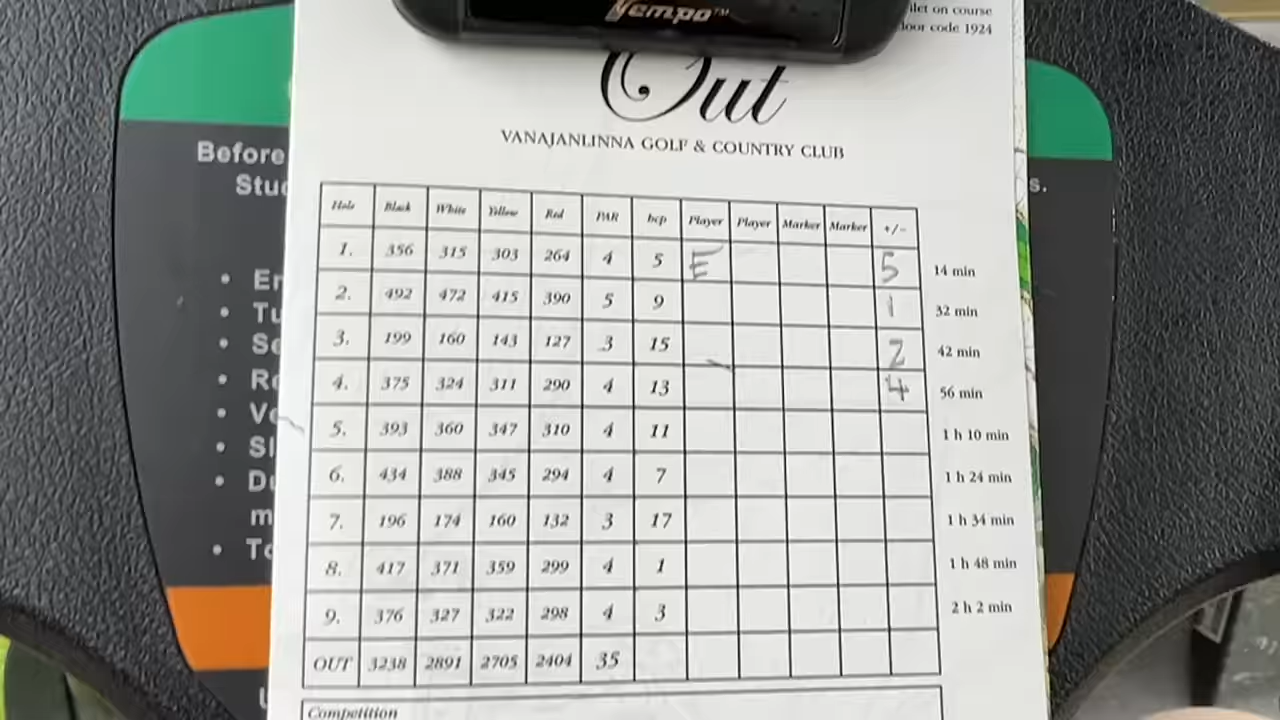 Tempo™
ilet on course
oor code 1924
Out
VANAJANLINNA GOLF & COUNTRY CLUB
Before
Stu
s.
Hole Black White Yellow Red PAR hcp Player Player Marker Marker +/-
1. 356 315 303 264 4 5 E 5 14 min
2. 492 472 415 390 5 9 1 32 min
3. 199 160 143 127 3 15 2 42 min
4. 375 324 311 290 4 13 4 56 min
5. 393 360 347 310 4 11 1 h 10 min
6. 434 388 345 294 4 7 1 h 24 min
7. 196 174 160 132 3 17 1 h 34 min
8. 417 371 359 299 4 1 1 h 48 min
9. 376 327 322 298 4 3 2 h 2 min
OUT 3238 2891 2705 2404 35
Competition